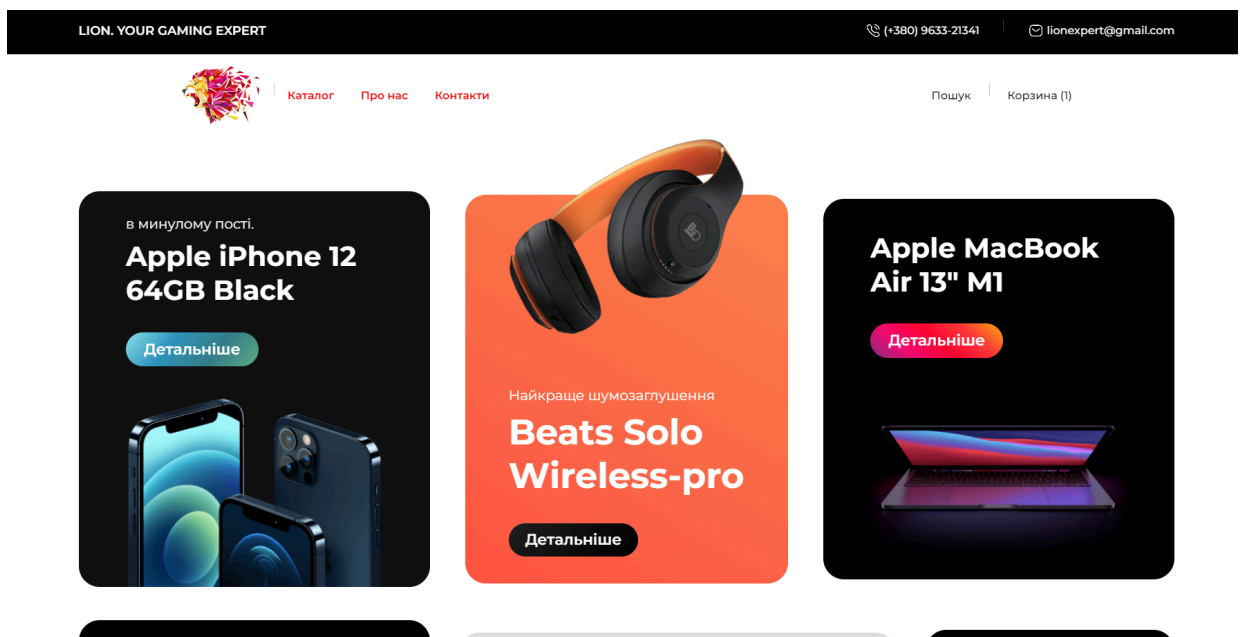 LION. YOUR GAMING EXPERT
(+380) 9633-21341
lionexpert@gmail.com
Каталог
Про нас
Контакти
Пошук
Корзина (1)
в минулому пості.
Apple iPhone 12
64GB Black
Детальніше
Найкраще шумозаглушення
Beats Solo
Wireless-pro
Детальніше
Apple MacBook
Air 13" M1
Детальніше